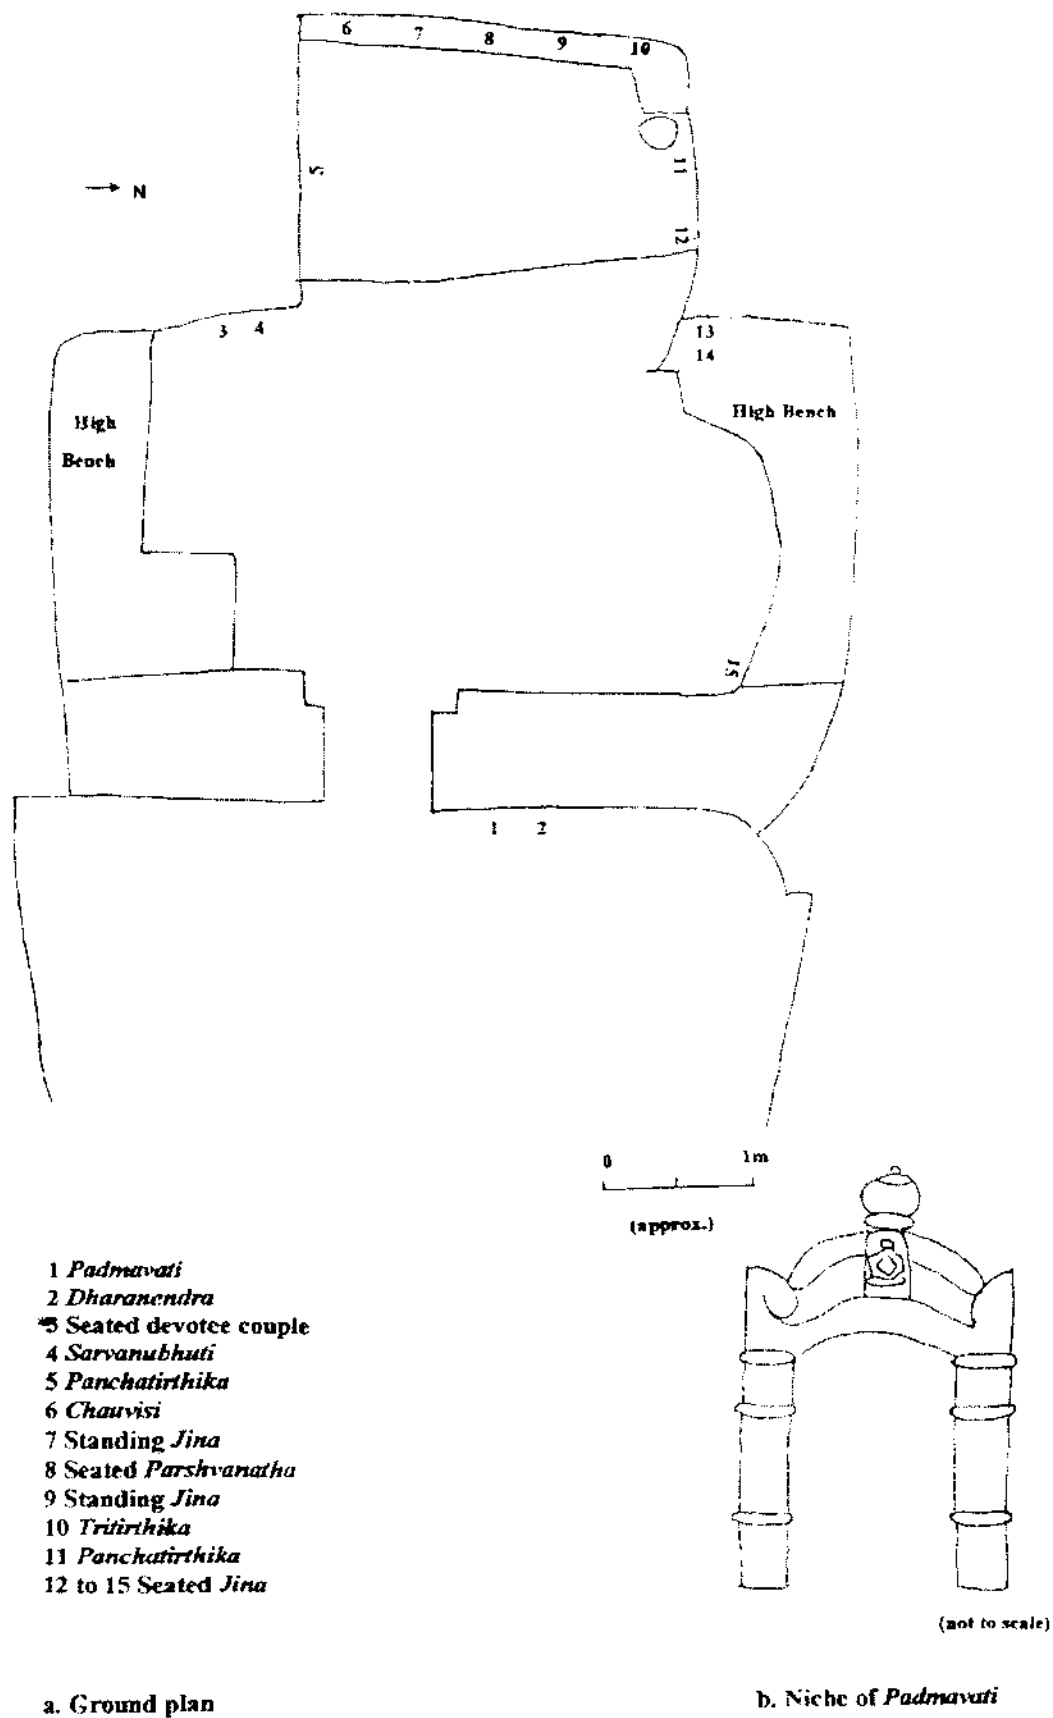 6 7 8 9 10
5
11
N
12
3 4
13
14
High
Bench
High Bench
15
1 2
0 1m
(approx.)
1 Padmavati
2 Dharanendra
*3 Seated devotee couple
4 Sarvanubhuti
5 Panchatirthika
6 Chauvisi
7 Standing Jina
8 Seated Parshvanatha
9 Standing Jina
10 Tritirthika
11 Panchatirthika
12 to 15 Seated Jina
(not to scale)
a. Ground plan
b. Niche of Padmavati